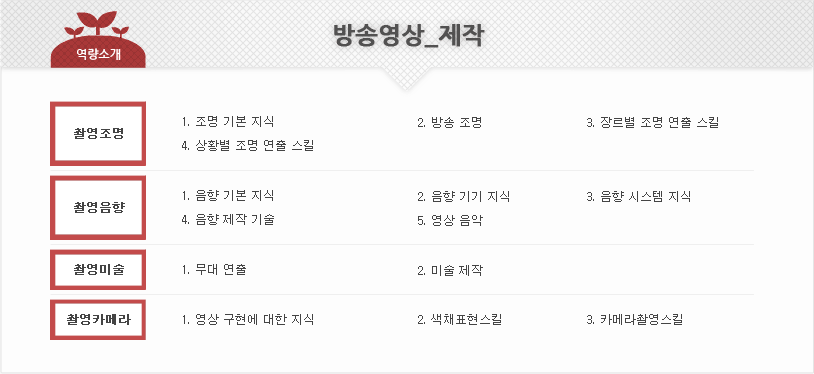 역량소개
방송영상_제작
촬영조명
1. 조명 기본 지식 2. 방송 조명 3. 장르별 조명 연출 스킬
4. 상황별 조명 연출 스킬
촬영음향
1. 음향 기본 지식 2. 음향 기기 지식 3. 음향 시스템 지식
4. 음향 제작 기술 5. 영상 음악
촬영미술
1. 무대 연출 2. 미술 제작
촬영카메라
1. 영상 구현에 대한 지식 2. 색채표현스킬 3. 카메라촬영스킬